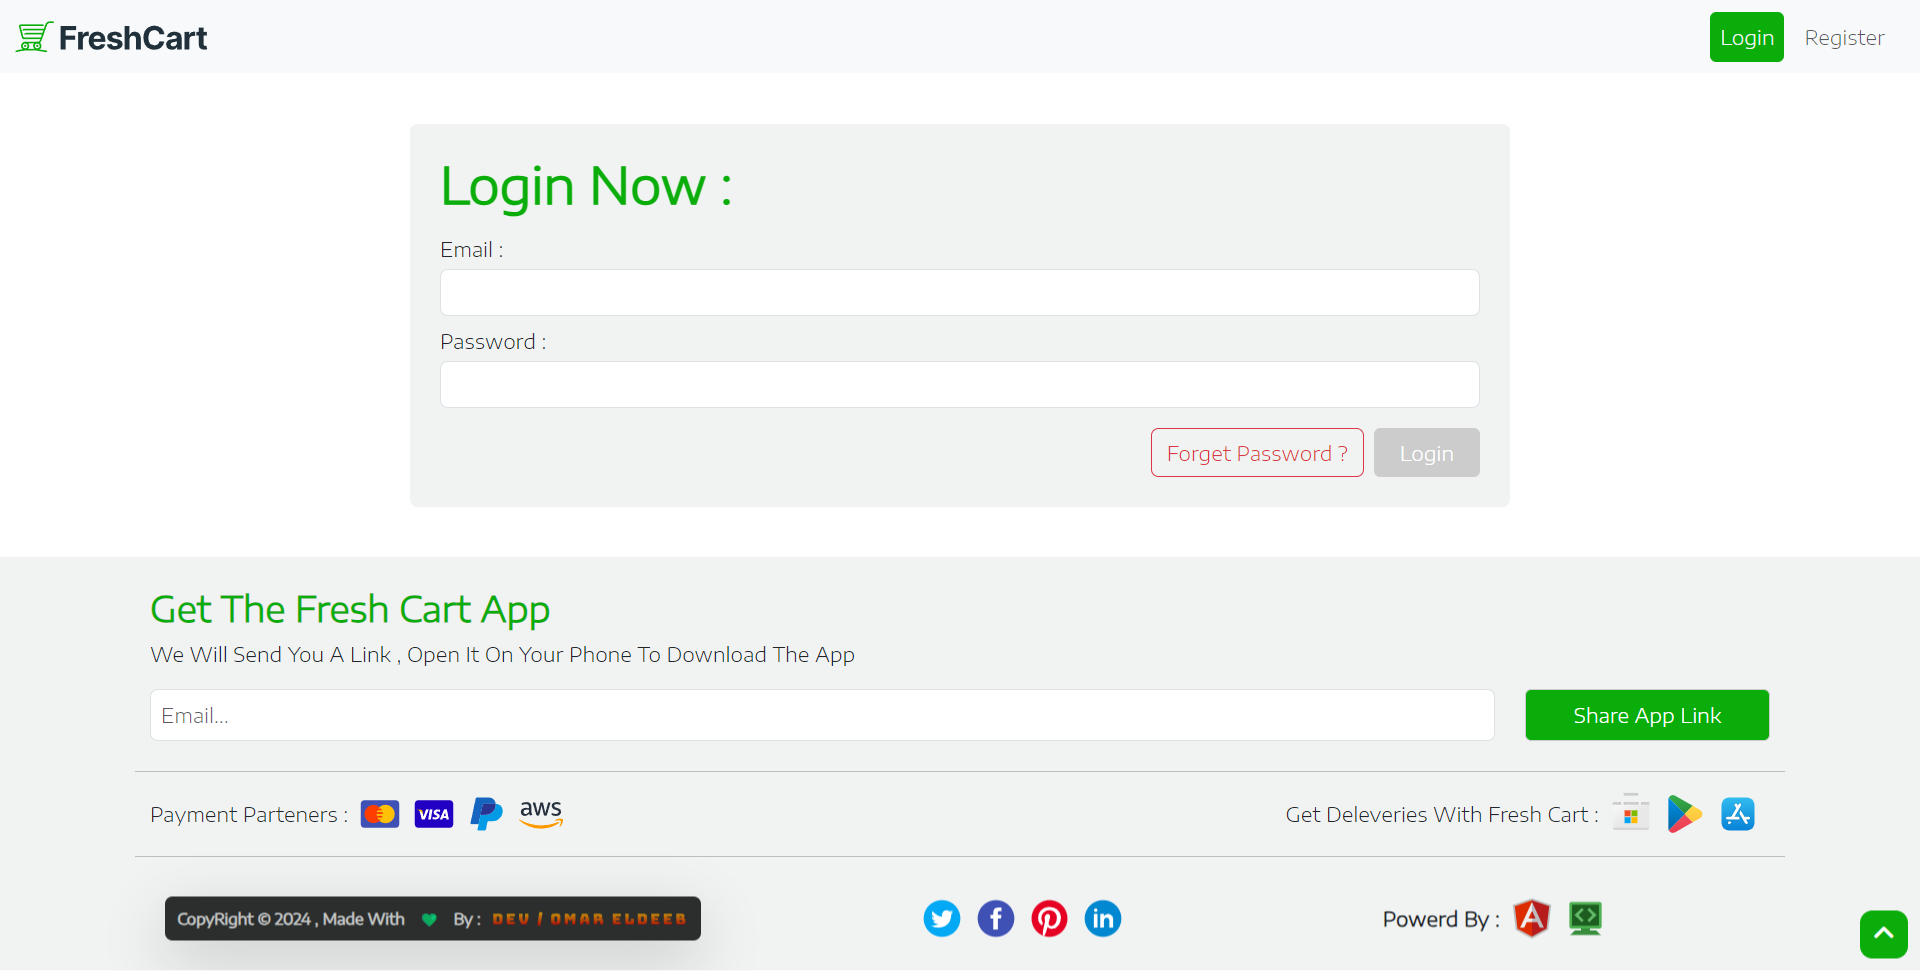 FreshCart
Login
Register
Login Now :
Email :
Password :
Forget Password ?
Login
Get The Fresh Cart App
We Will Send You A Link , Open It On Your Phone To Download The App
Email...
Share App Link
Payment Parteners :
VISA
aws
Get Deleveries With Fresh Cart :
CopyRight © 2024 , Made With
By :
DEV / OMAR ELDEEB
Powerd By :